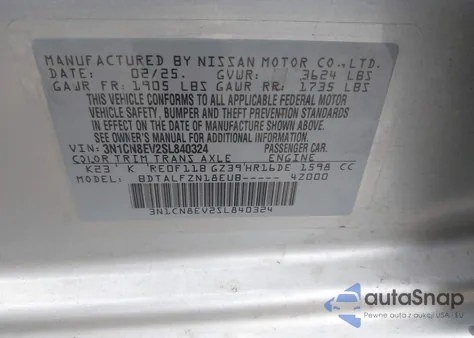 MANUFACTURED BY NISSAN MOTOR CO.,LTD.
DATE: 02/25. GVWR: 3624 LBS
GAWR FR: 1905 LBS GAWR RR: 1735 LBS
THIS VEHICLE CONFORMS TO ALL APPLICABLE FEDERAL MOTOR
VEHICLE SAFETY, BUMPER, AND THEFT PREVENTION STANDARDS
IN EFFECT ON THE DATE OF MANUFACTURE SHOWN ABOVE.
SEE OWNER'S MANUAL FOR ADDITIONAL INFORMATION.
VIN: 3N1CN8EV2SL840324 PASSENGER CAR.
COLOR TRIM TRANS AXLE ENGINE
K23 K RE0F11B GZ39 HR16DE 1598 CC
MODEL BDTALFZN18EUB----- 4Z000
3N1CN8EV2SL840324
autoSnap
Pewne auta z aukcji USA i EU